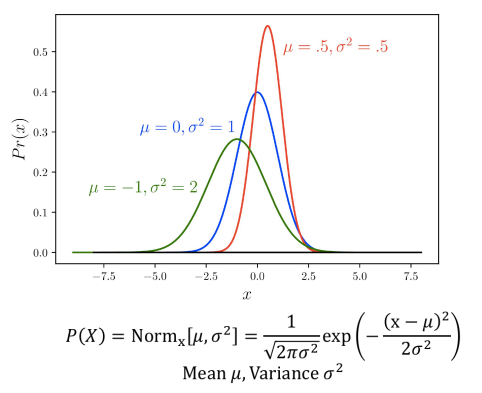 0.5
0.4
0.3
0.2
0.1
0.0
Pr(x)
μ = .5, σ² = .5
μ = 0, σ² = 1
μ = −1, σ² = 2
−7.5 −5.0 −2.5 0.0 2.5 5.0 7.5
x
P(X) = Normₓ[μ, σ²] = 1/√(2πσ²) exp(−(x − μ)²/2σ²)
Mean μ, Variance σ²